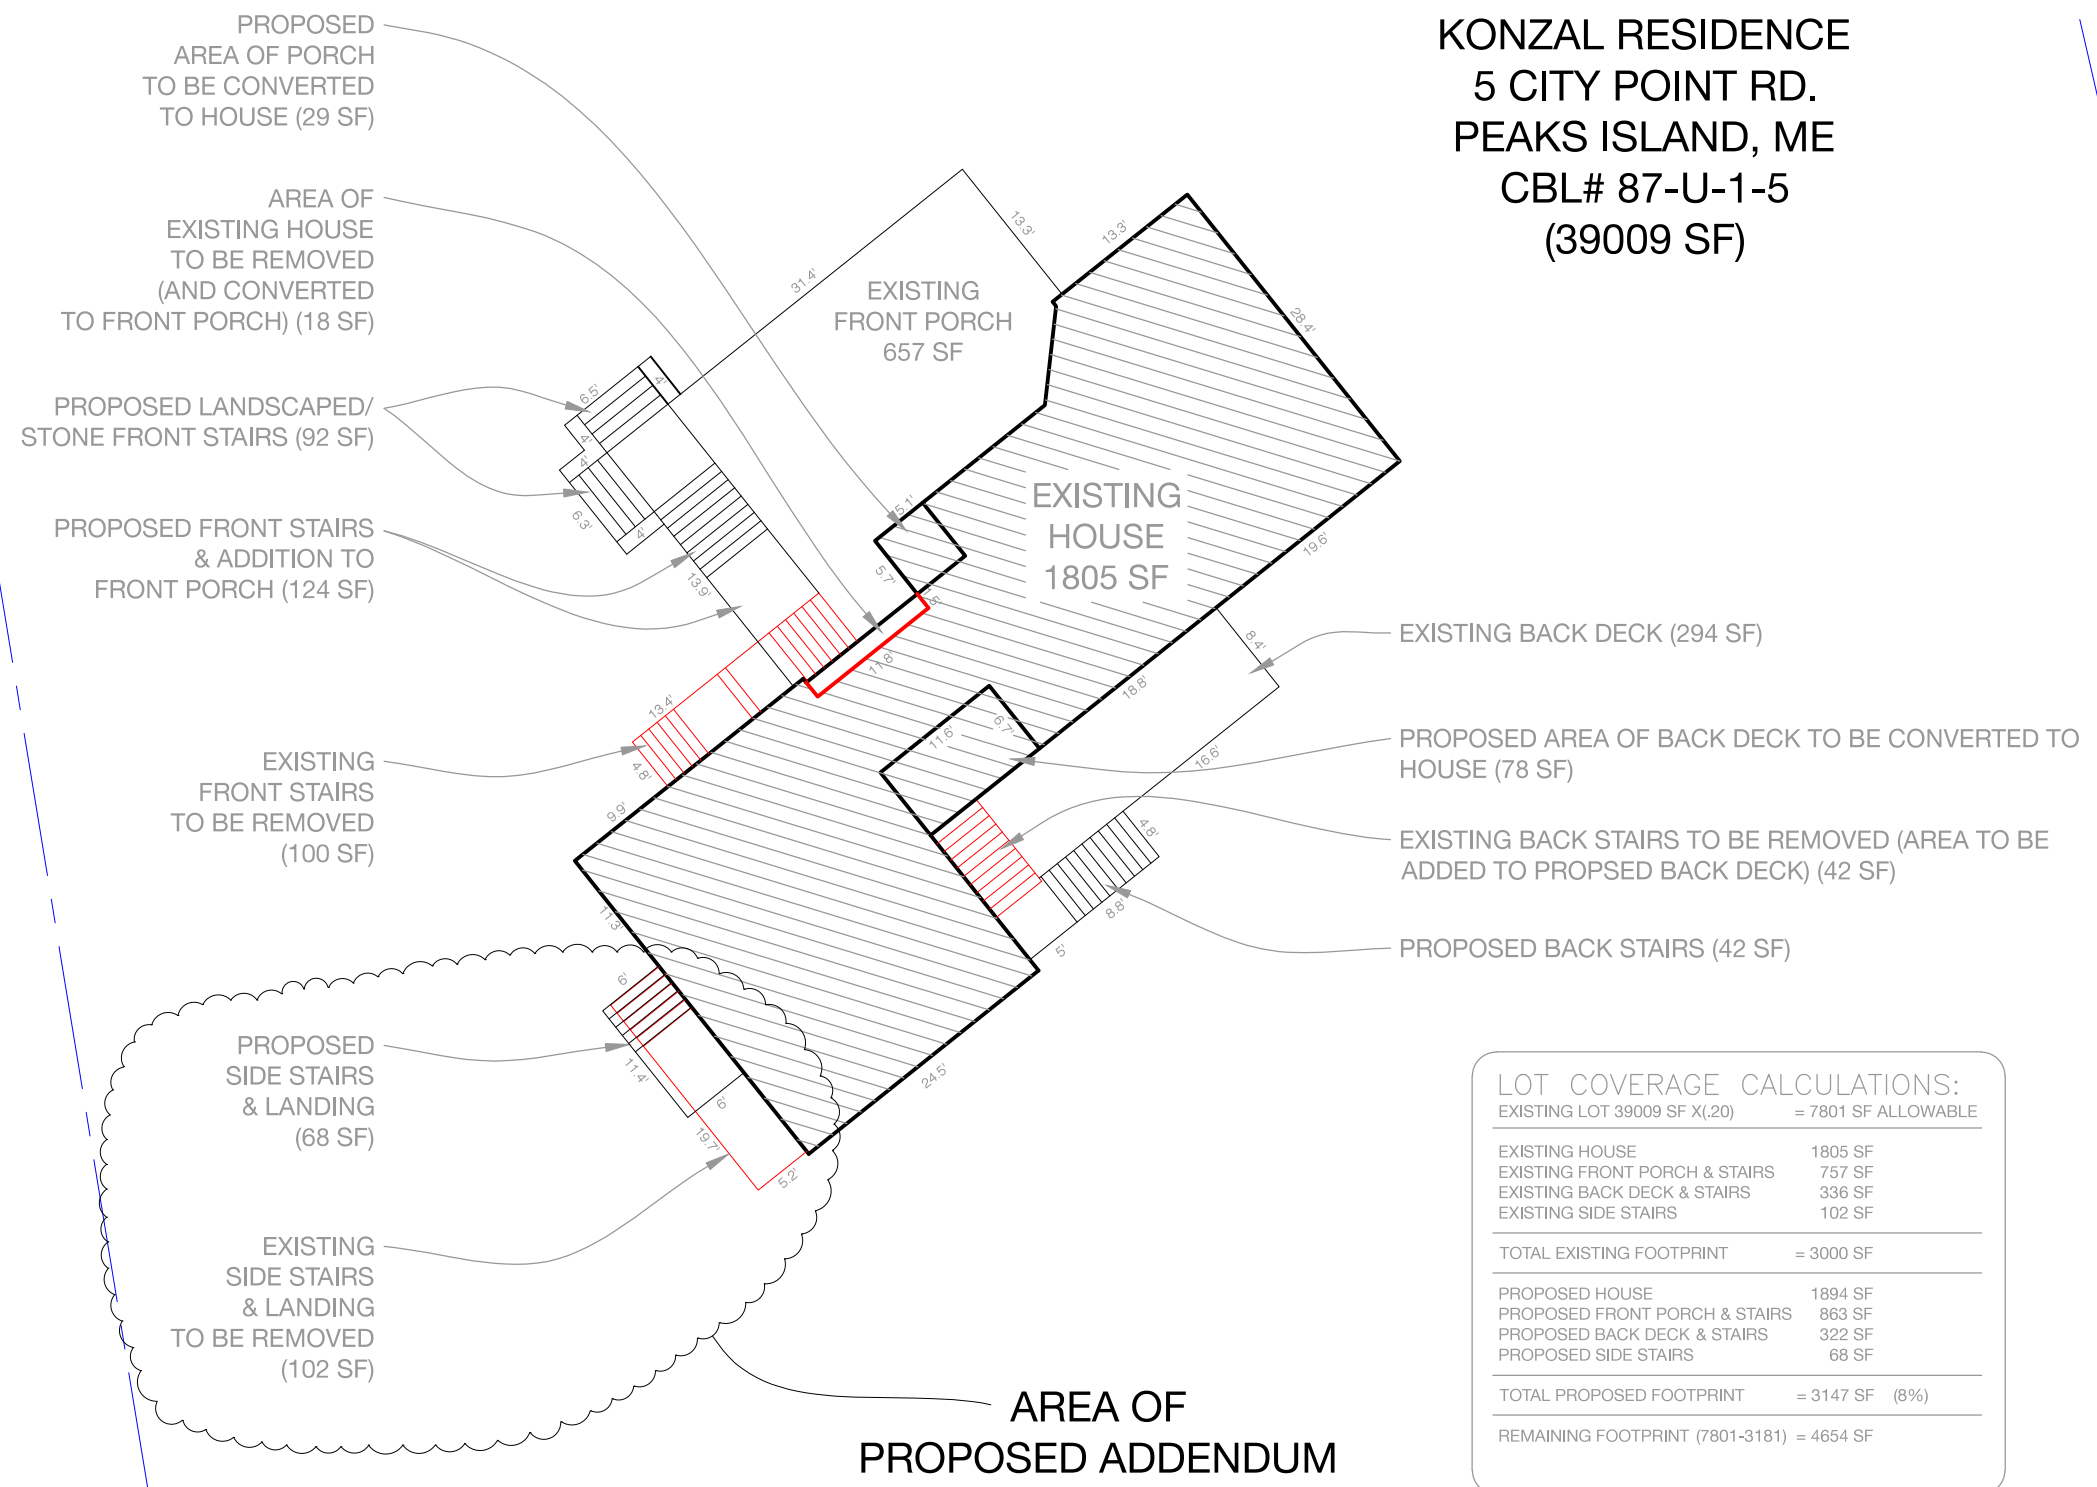 KONZAL RESIDENCE
5 CITY POINT RD.
PEAKS ISLAND, ME
CBL# 87-U-1-5
(39009 SF)
PROPOSED
AREA OF PORCH
TO BE CONVERTED
TO HOUSE (29 SF)
AREA OF
EXISTING HOUSE
TO BE REMOVED
(AND CONVERTED
TO FRONT PORCH) (18 SF)
PROPOSED LANDSCAPED/
STONE FRONT STAIRS (92 SF)
PROPOSED FRONT STAIRS
& ADDITION TO
FRONT PORCH (124 SF)
EXISTING
FRONT STAIRS
TO BE REMOVED
(100 SF)
PROPOSED
SIDE STAIRS
& LANDING
(68 SF)
EXISTING
SIDE STAIRS
& LANDING
TO BE REMOVED
(102 SF)
31.4'
13.3'
13.3'
28.4'
EXISTING
FRONT PORCH
657 SF
6.5'
4'
4'
4'
6.3'
4'
13.9'
5.1'
5.7'
1.5'
11.8'
EXISTING
HOUSE
1805 SF
19.6'
8.4'
18.8'
16.6'
11.6'
6.7'
13.4'
4.8'
9.9'
11.3'
4.8'
8.8'
5'
24.5'
6'
11.4'
6'
19.7'
5.2'
EXISTING BACK DECK (294 SF)
PROPOSED AREA OF BACK DECK TO BE CONVERTED TO
HOUSE (78 SF)
EXISTING BACK STAIRS TO BE REMOVED (AREA TO BE
ADDED TO PROPSED BACK DECK) (42 SF)
PROPOSED BACK STAIRS (42 SF)
AREA OF
PROPOSED ADDENDUM
LOT COVERAGE CALCULATIONS:
EXISTING LOT 39009 SF X(.20) = 7801 SF ALLOWABLE
EXISTING HOUSE 1805 SF
EXISTING FRONT PORCH & STAIRS 757 SF
EXISTING BACK DECK & STAIRS 336 SF
EXISTING SIDE STAIRS 102 SF
TOTAL EXISTING FOOTPRINT = 3000 SF
PROPOSED HOUSE 1894 SF
PROPOSED FRONT PORCH & STAIRS 863 SF
PROPOSED BACK DECK & STAIRS 322 SF
PROPOSED SIDE STAIRS 68 SF
TOTAL PROPOSED FOOTPRINT = 3147 SF (8%)
REMAINING FOOTPRINT (7801-3181) = 4654 SF